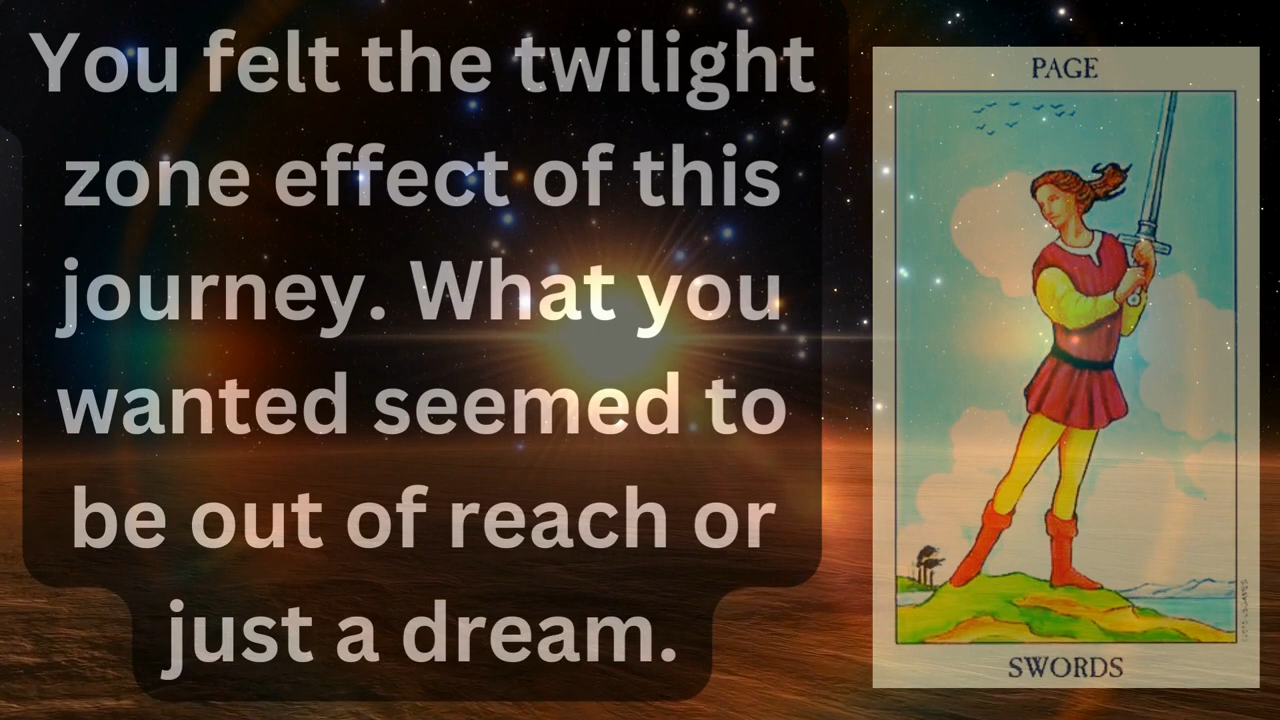 You felt the twilight
zone effect of this
journey. What you
wanted seemed to
be out of reach or
just a dream.
PAGE
SWORDS